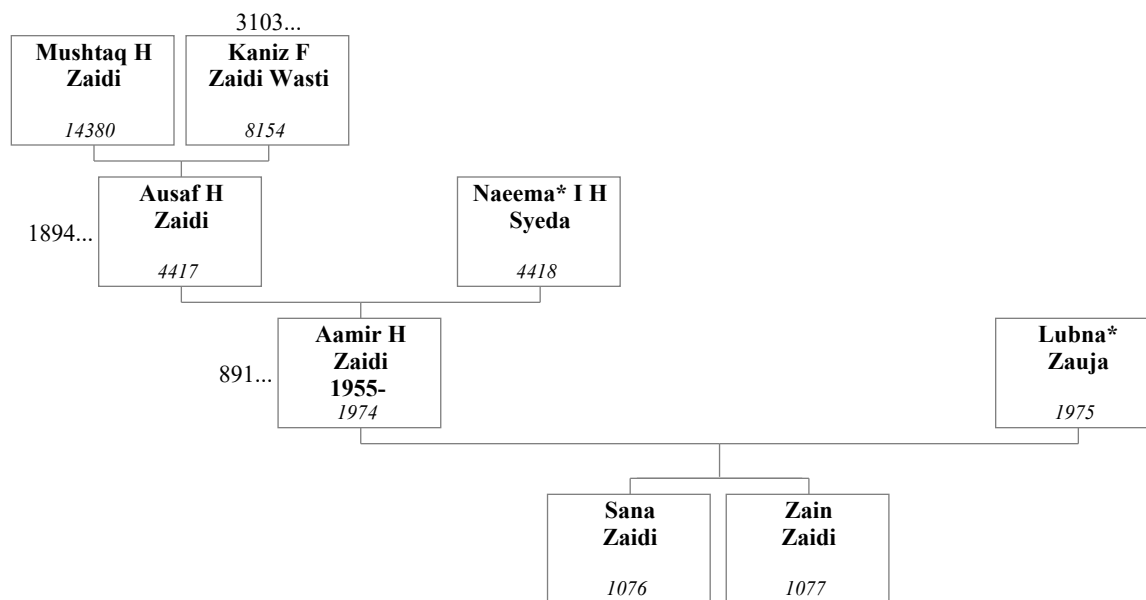 3103...
Mushtaq H
Zaidi
14380
Kaniz F
Zaidi Wasti
8154
1894...
Ausaf H
Zaidi
4417
Naeema* I H
Syeda
4418
891...
Aamir H
Zaidi
1955-
1974
Lubna*
Zauja
1975
Sana
Zaidi
1076
Zain
Zaidi
1077